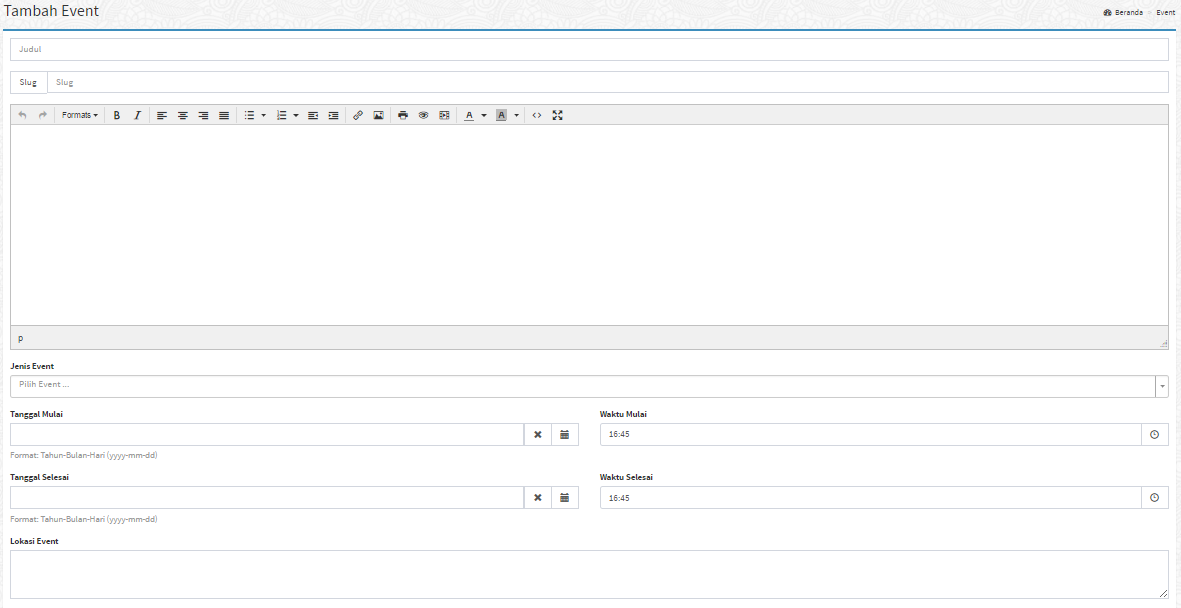 Tambah Event
Beranda Event
Judul
Slug Slug
Formats B I A A
p
Jenis Event
Pilih Event ...
Tanggal Mulai Waktu Mulai
16:45
Format: Tahun-Bulan-Hari (yyyy-mm-dd)
Tanggal Selesai Waktu Selesai
16:45
Format: Tahun-Bulan-Hari (yyyy-mm-dd)
Lokasi Event